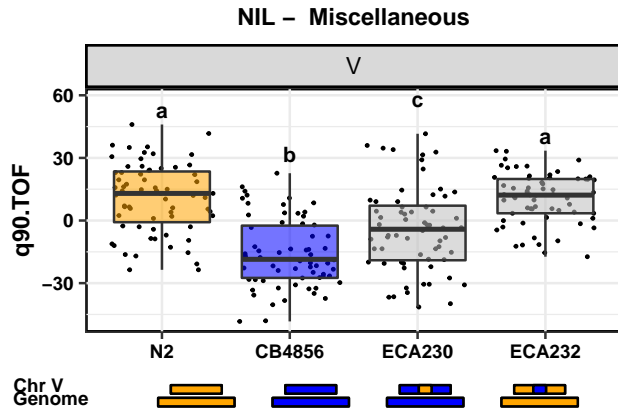 NIL – Miscellaneous
V
q90.TOF
60
30
0
−30
a
b
c
a
N2 CB4856 ECA230 ECA232
Chr V
Genome